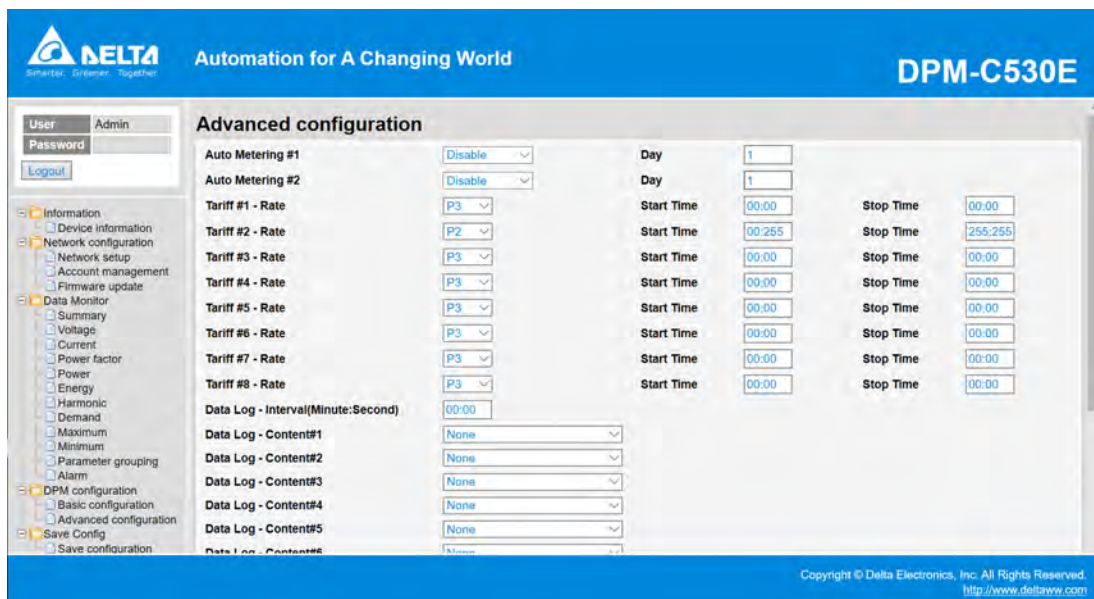 DELTA
Smarter. Greener. Together.
Automation for A Changing World
DPM-C530E
User Admin
Password
Logout
Information
Device information
Network configuration
Network setup
Account management
Firmware update
Data Monitor
Summary
Voltage
Current
Power factor
Power
Energy
Harmonic
Demand
Maximum
Minimum
Parameter grouping
Alarm
DPM configuration
Basic configuration
Advanced configuration
Save Config
Save configuration
Advanced configuration
Auto Metering #1 Disable Day 1
Auto Metering #2 Disable Day 1
Tariff #1 - Rate P3 Start Time 00:00 Stop Time 00:00
Tariff #2 - Rate P2 Start Time 00:255 Stop Time 255:255
Tariff #3 - Rate P3 Start Time 00:00 Stop Time 00:00
Tariff #4 - Rate P3 Start Time 00:00 Stop Time 00:00
Tariff #5 - Rate P3 Start Time 00:00 Stop Time 00:00
Tariff #6 - Rate P3 Start Time 00:00 Stop Time 00:00
Tariff #7 - Rate P3 Start Time 00:00 Stop Time 00:00
Tariff #8 - Rate P3 Start Time 00:00 Stop Time 00:00
Data Log - Interval(Minute:Second) 00:00
Data Log - Content#1 None
Data Log - Content#2 None
Data Log - Content#3 None
Data Log - Content#4 None
Data Log - Content#5 None
Data Log - Content#6 None
Copyright © Delta Electronics, Inc. All Rights Reserved.
http://www.deltaww.com